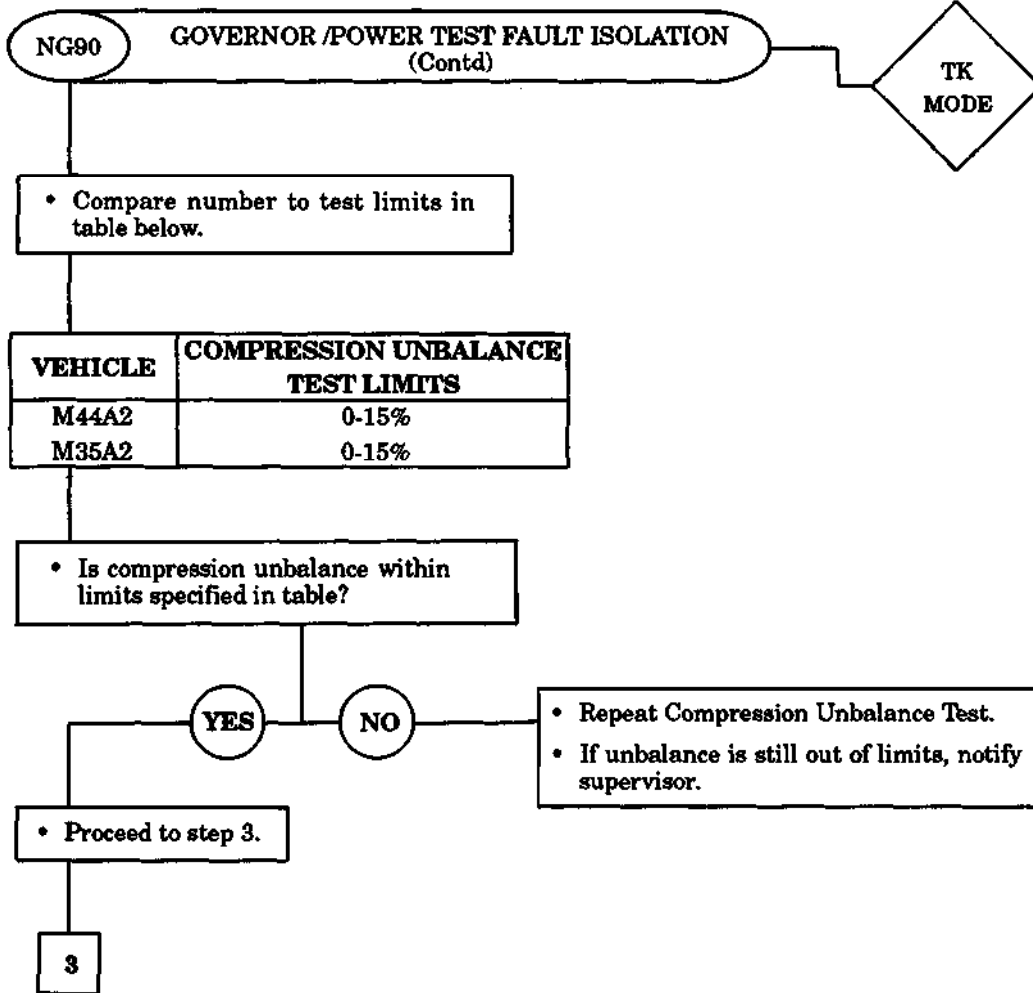 NG90
GOVERNOR /POWER TEST FAULT ISOLATION
(Contd)
TK
MODE
• Compare number to test limits in
table below.
VEHICLE
COMPRESSION UNBALANCE
TEST LIMITS
M44A2 0-15%
M35A2 0-15%
• Is compression unbalance within
limits specified in table?
YES
NO
• Repeat Compression Unbalance Test.
• If unbalance is still out of limits, notify
supervisor.
• Proceed to step 3.
3